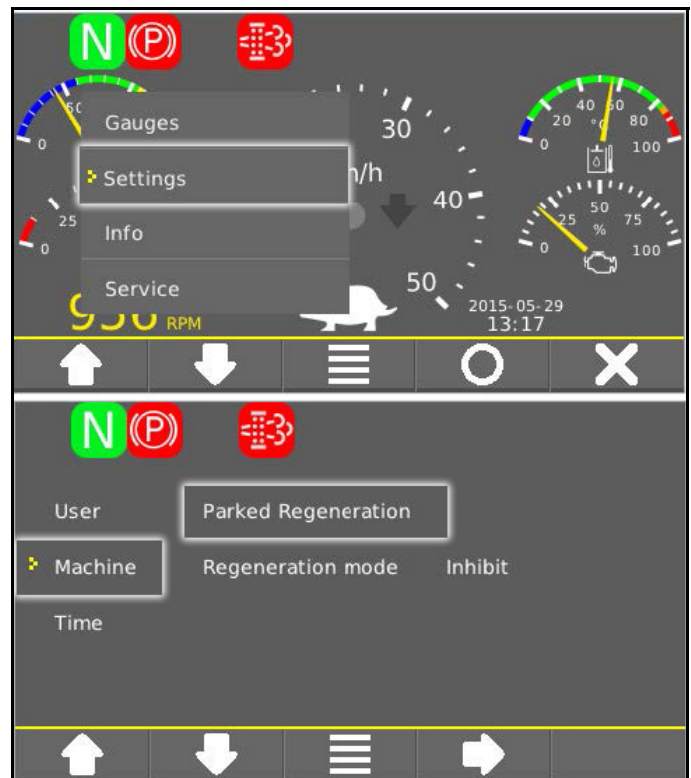 N (P)
50
0
Gauges
Settings
Info
Service
25
0
30
/h
40
50
RPM
20 40 60 80
°C
0 100
25 50 75
%
0 100
2015-05-29
13:17
N (P)
User
Parked Regeneration
Machine
Regeneration mode Inhibit
Time